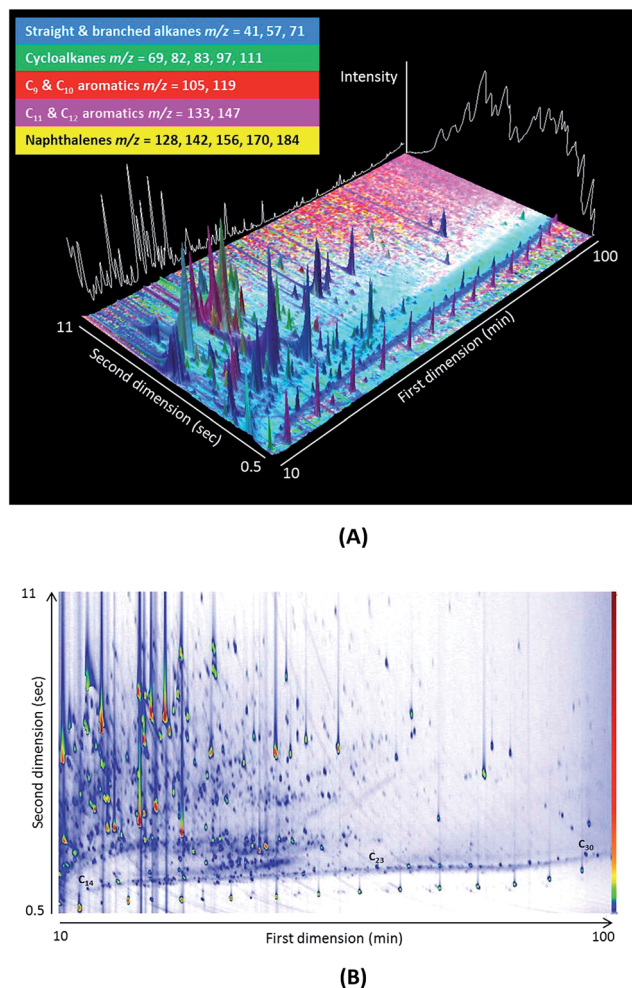 Straight & branched alkanes m/z = 41, 57, 71
Cycloalkanes m/z = 69, 82, 83, 97, 111
C₉ & C₁₀ aromatics m/z = 105, 119
C₁₁ & C₁₂ aromatics m/z = 133, 147
Naphthalenes m/z = 128, 142, 156, 170, 184
Intensity
100
11
First dimension (min)
Second dimension (sec)
0.5
10
(A)
11
Second dimension (sec)
C₁₄
C₂₃
C₃₀
0.5
10
First dimension (min)
100
(B)